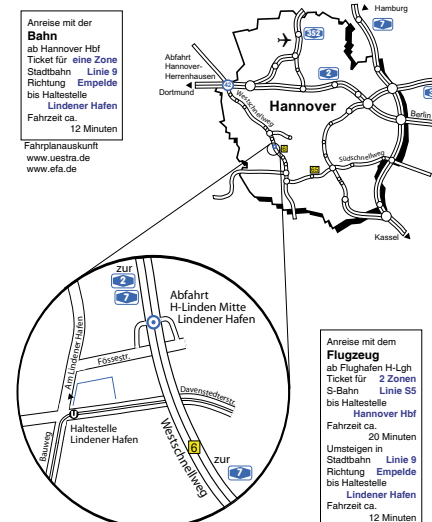 Anreise mit der
Bahn
ab Hannover Hbf
Ticket für eine Zone
Stadtbahn Linie 9
Richtung Empelde
bis Haltestelle
Lindener Hafen
Fahrzeit ca.
12 Minuten
Fahrplanauskunft
www.uestra.de
www.efa.de
Hamburg
7
352
Abfahrt
Hannover-
Herrenhausen
Dortmund
2
Hannover
Berlin
Westschnellweg
Südschnellweg
Kassel
zur
2
7
Abfahrt
H-Linden Mitte
Lindener Hafen
Am Lindener Hafen
Fössestr.
Davenstedterstr.
Haltestelle
Lindener Hafen
Bauweg
Westschnellweg
6
zur
7
Anreise mit dem
Flugzeug
ab Flughafen H-Lgh
Ticket für 2 Zonen
S-Bahn Linie S5
bis Haltestelle
Hannover Hbf
Fahrzeit ca.
20 Minuten
Umsteigen in
Stadtbahn Linie 9
Richtung Empelde
bis Haltestelle
Lindener Hafen
Fahrzeit ca.
12 Minuten